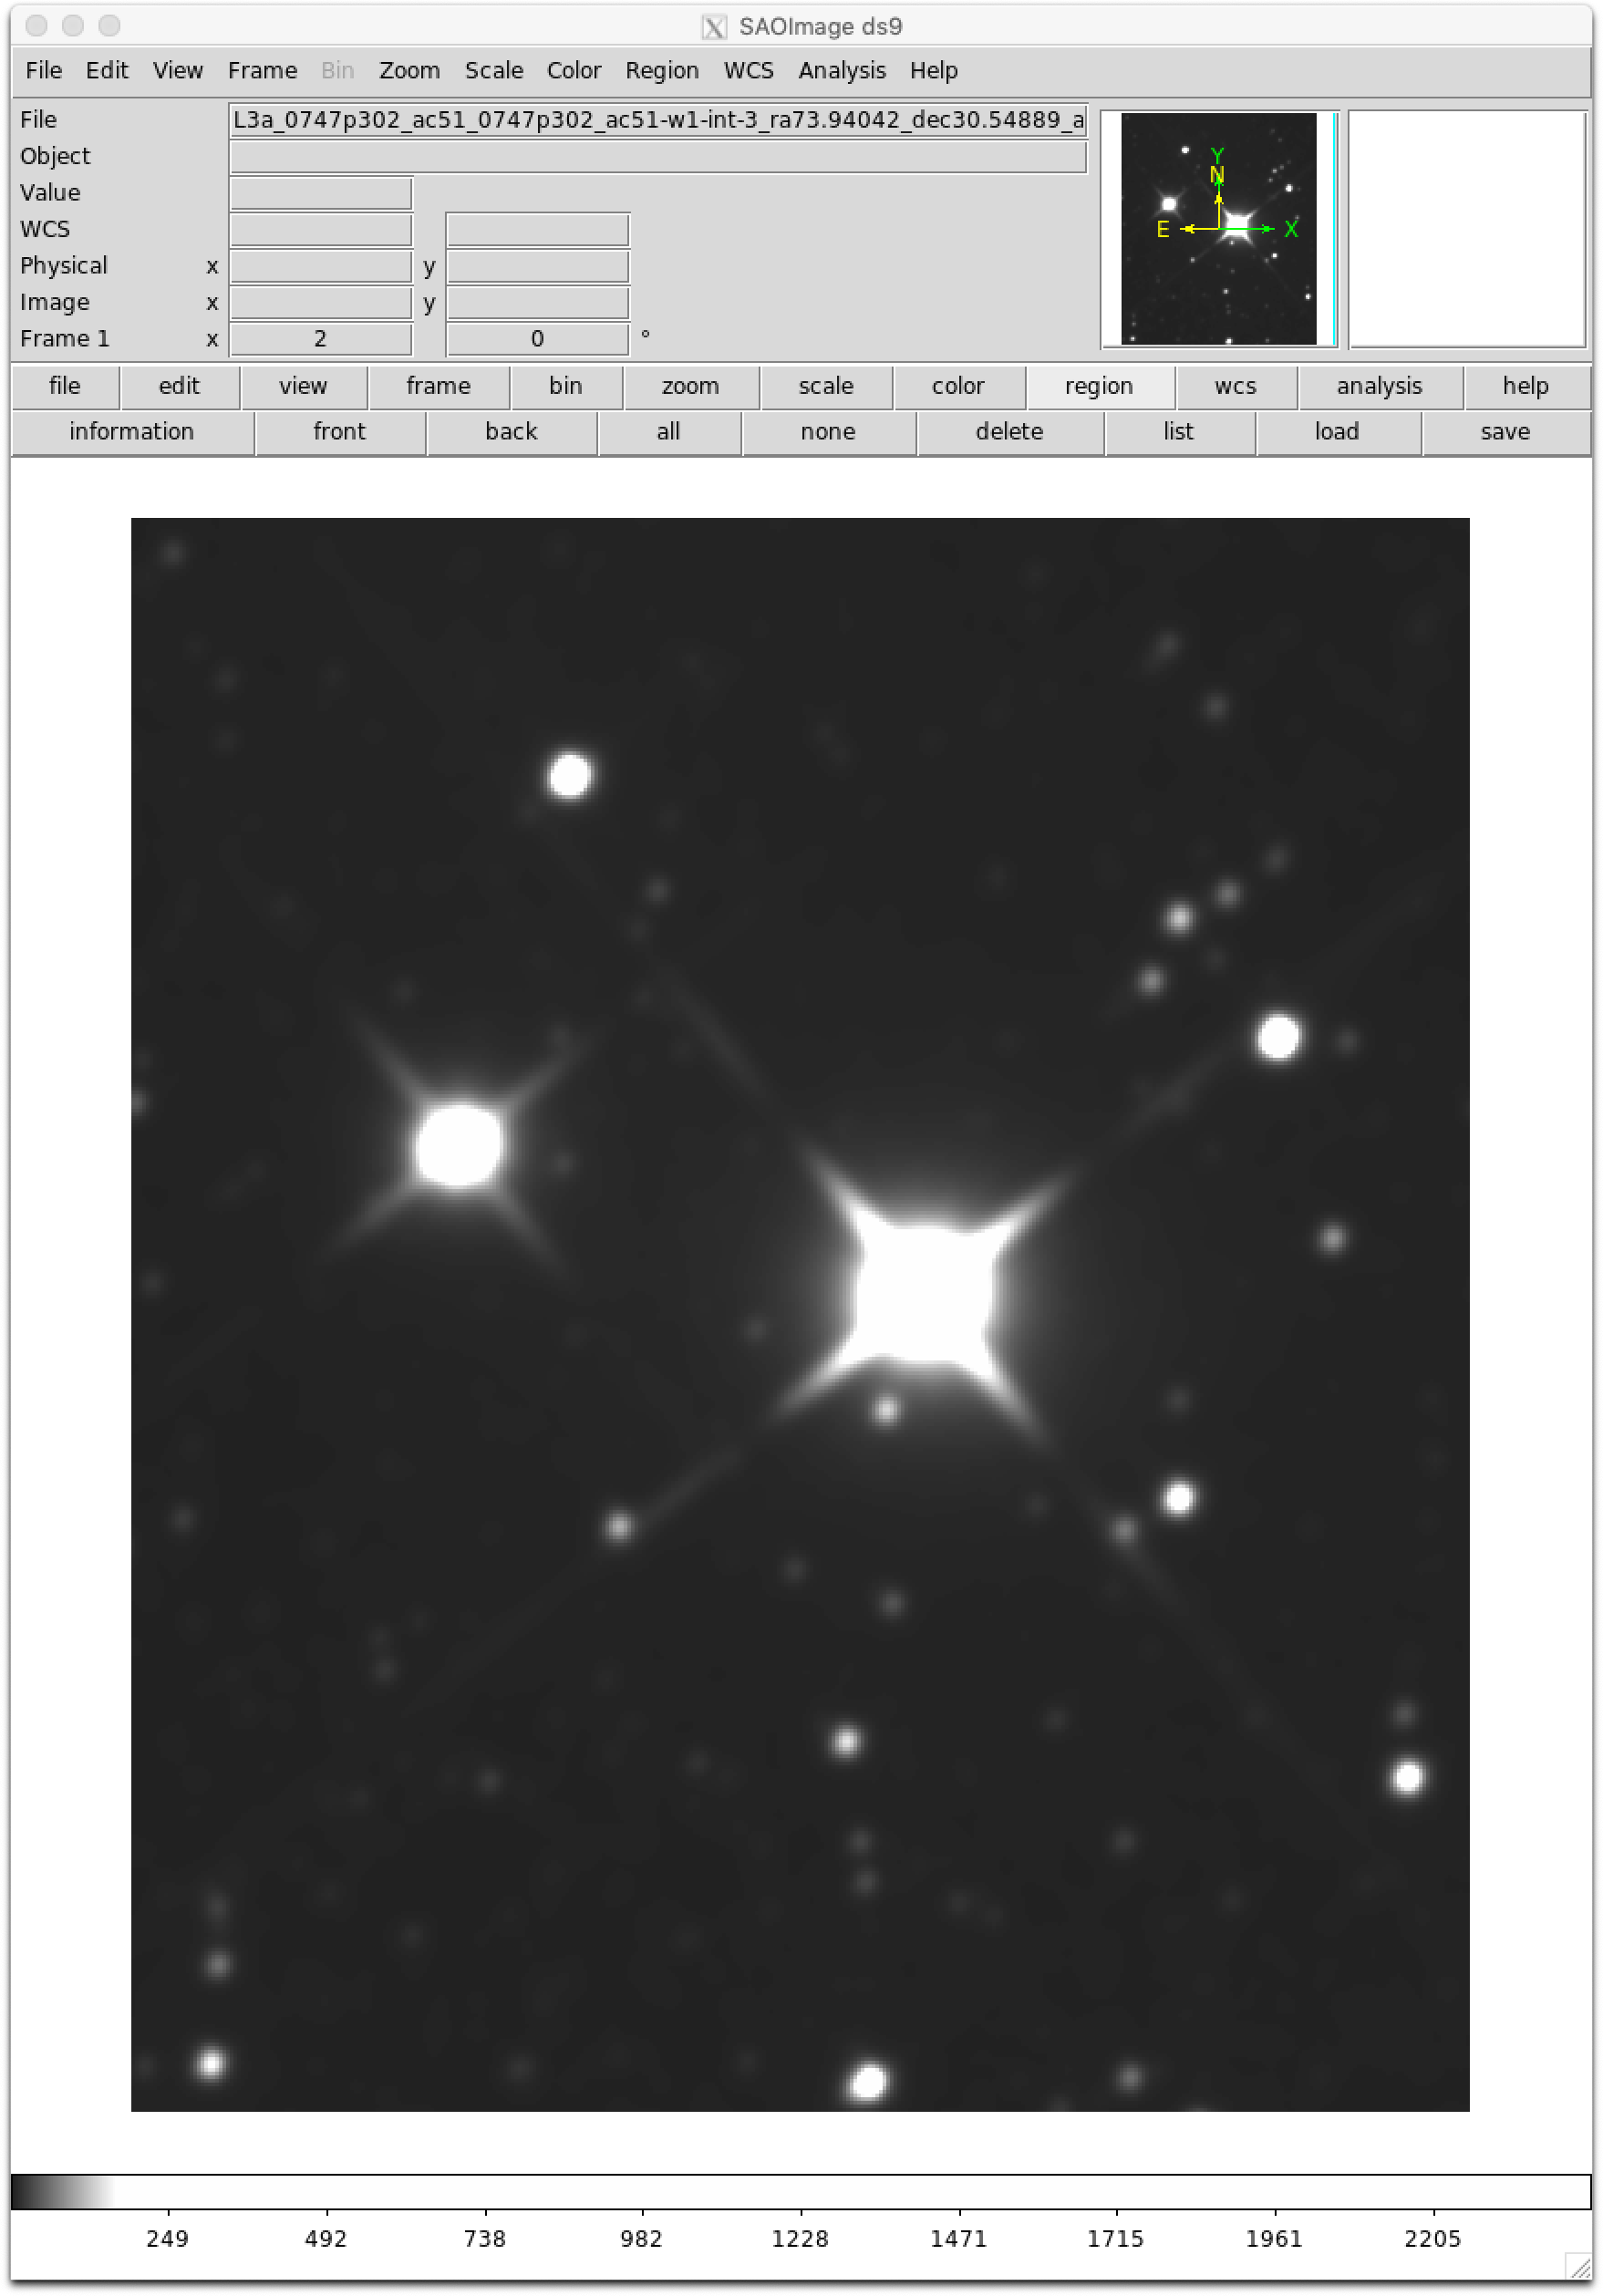 SAOImage ds9
File Edit View Frame Bin Zoom Scale Color Region WCS Analysis Help
File L3a_0747p302_ac51_0747p302_ac51-w1-int-3_ra73.94042_dec30.54889_a
Object
Value
WCS
Physical x y
Image x y
Frame 1 x 2 0 °
Y
N
E X
file edit view frame bin zoom scale color region wcs analysis help
information front back all none delete list load save
249 492 738 982 1228 1471 1715 1961 2205